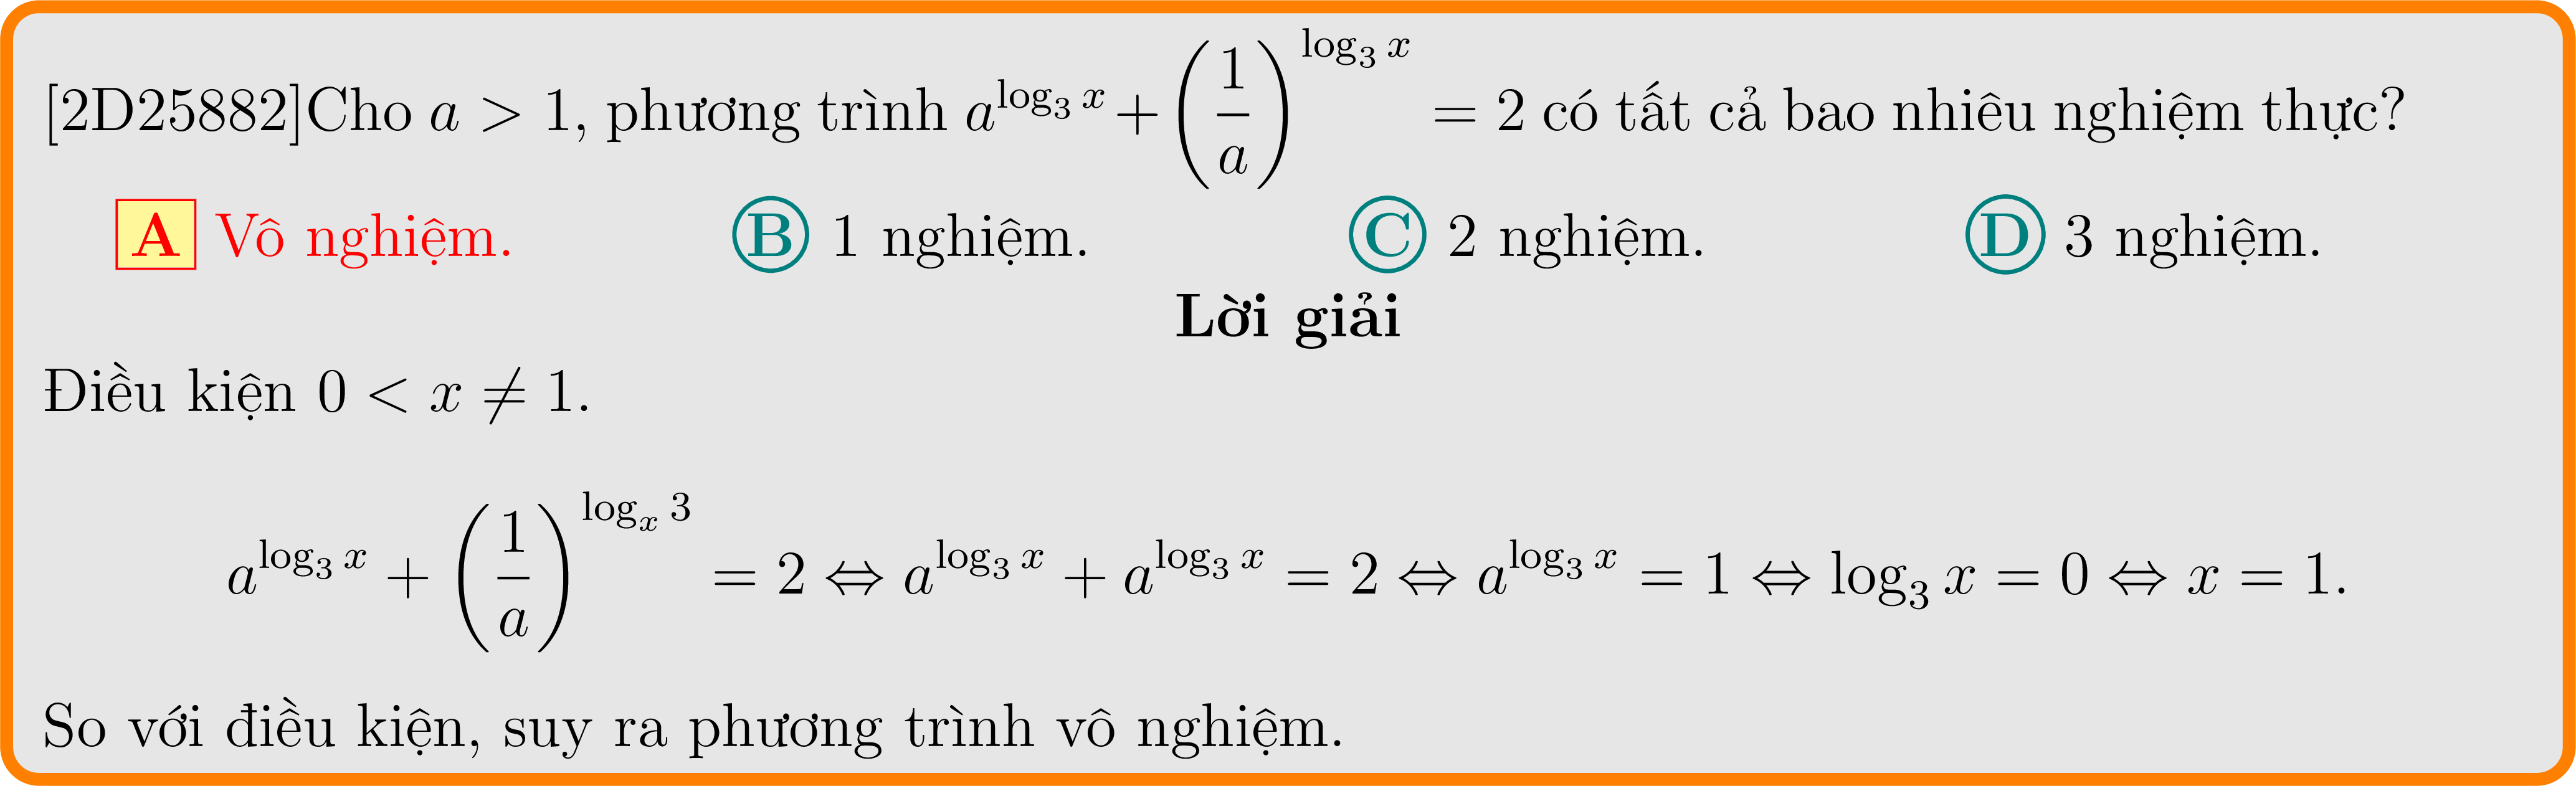 [2D25882]Cho $a > 1$, phương trình $a^{\log_3 x} + \left(\dfrac{1}{a}\right)^{\log_3 x} = 2$ có tất cả bao nhiêu nghiệm thực?
A Vô nghiệm. B 1 nghiệm. C 2 nghiệm. D 3 nghiệm.
Lời giải
Điều kiện $0 < x \neq 1$.
$a^{\log_3 x} + \left(\dfrac{1}{a}\right)^{\log_x 3} = 2 \Leftrightarrow a^{\log_3 x} + a^{\log_3 x} = 2 \Leftrightarrow a^{\log_3 x} = 1 \Leftrightarrow \log_3 x = 0 \Leftrightarrow x = 1.$
So với điều kiện, suy ra phương trình vô nghiệm.